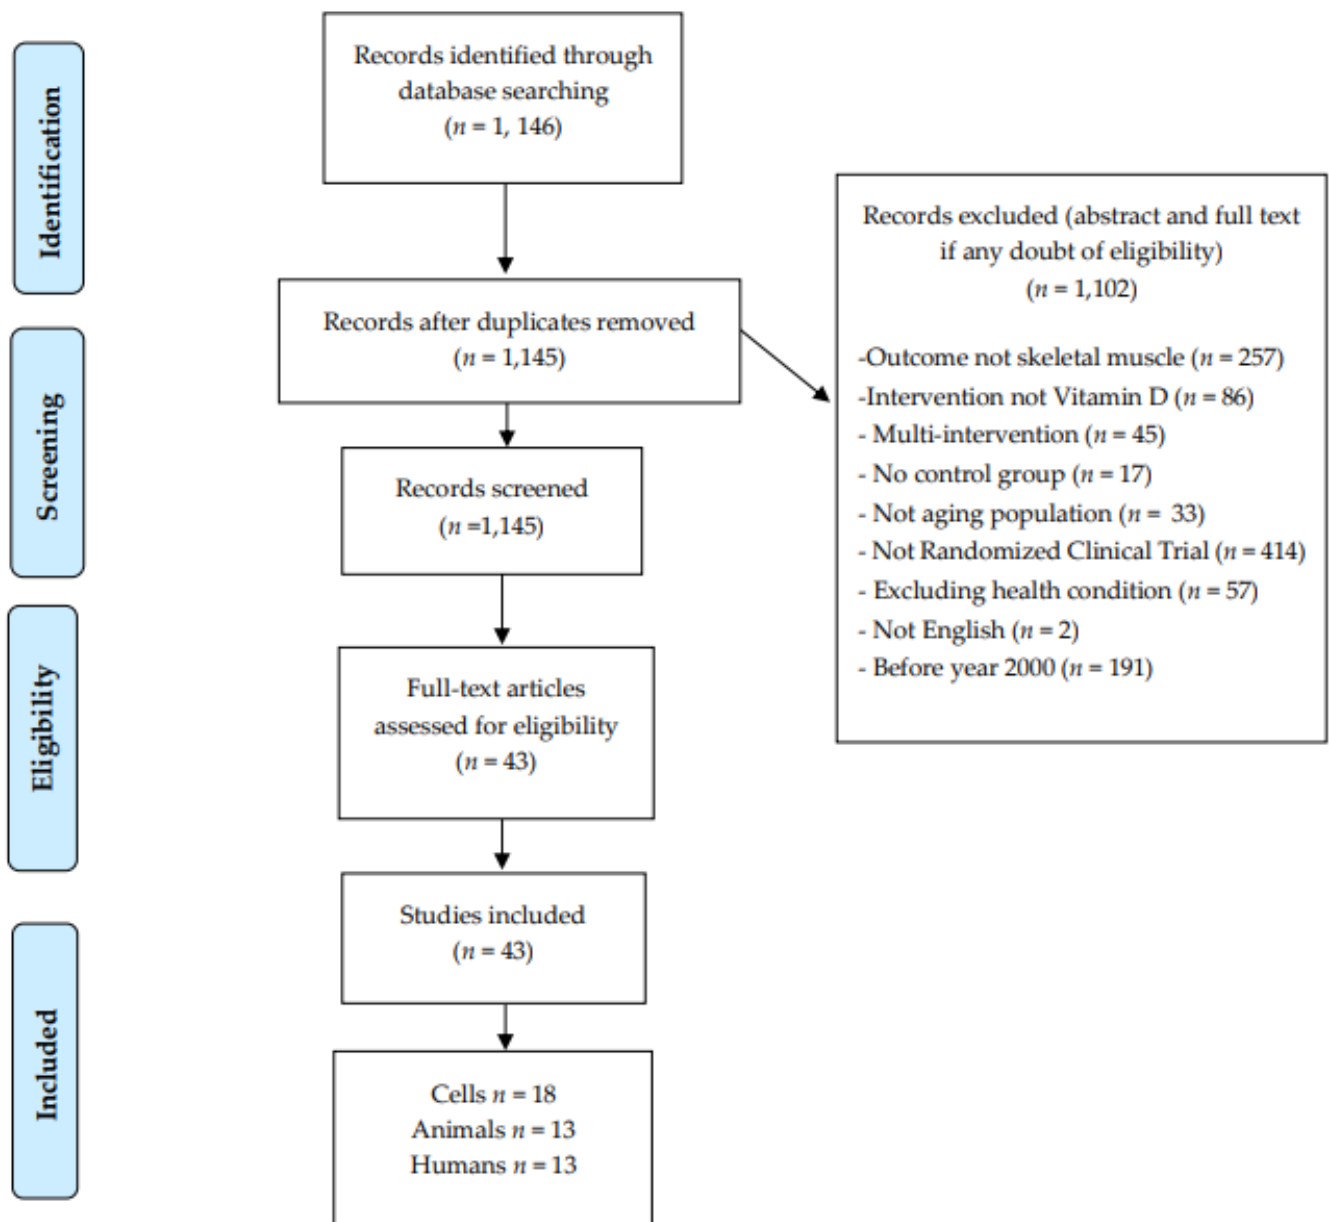 Identification
Records identified through
database searching
(n = 1, 146)
Records after duplicates removed
(n = 1,145)
Records excluded (abstract and full text
if any doubt of eligibility)
(n = 1,102)
-Outcome not skeletal muscle (n = 257)
-Intervention not Vitamin D (n = 86)
- Multi-intervention (n = 45)
- No control group (n = 17)
- Not aging population (n = 33)
- Not Randomized Clinical Trial (n = 414)
- Excluding health condition (n = 57)
- Not English (n = 2)
- Before year 2000 (n = 191)
Screening
Records screened
(n =1,145)
Eligibility
Full-text articles
assessed for eligibility
(n = 43)
Studies included
(n = 43)
Included
Cells n = 18
Animals n = 13
Humans n = 13